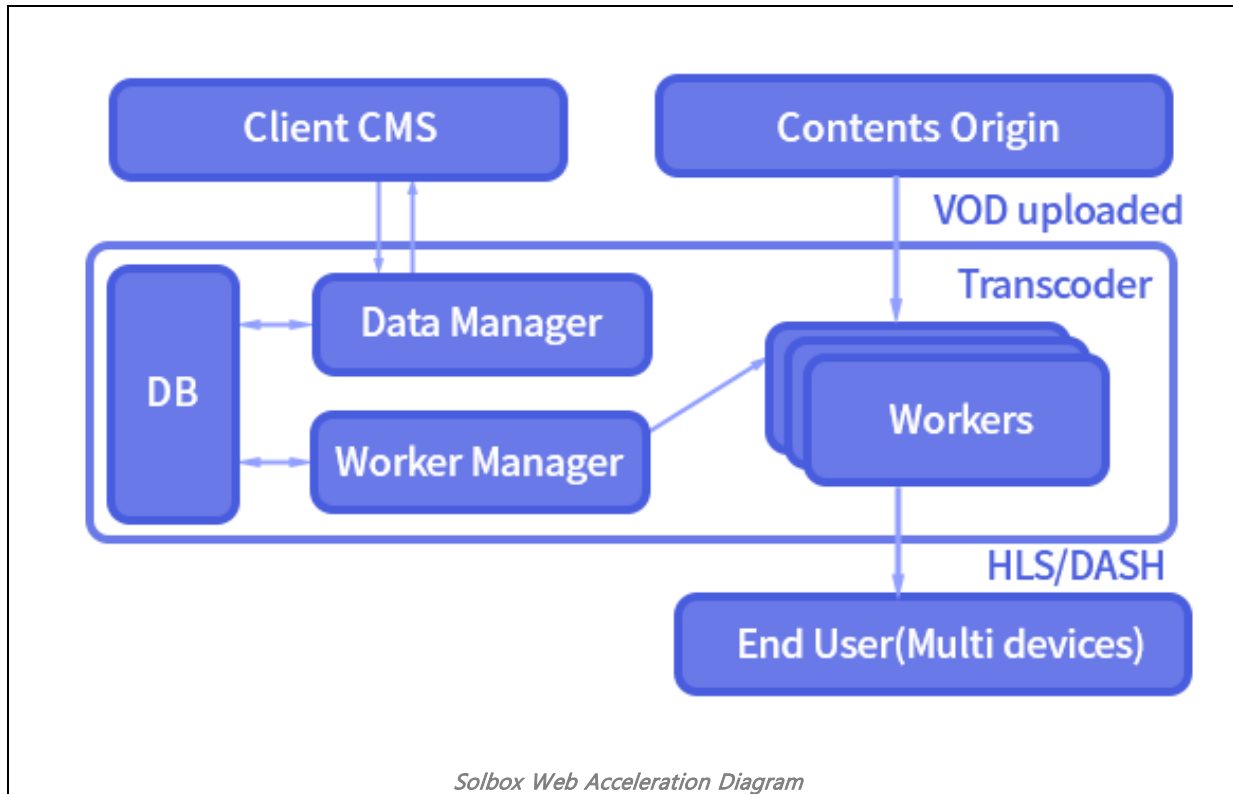 Client CMS
Contents Origin
VOD uploaded
Transcoder
Data Manager
DB
Worker Manager
Workers
HLS/DASH
End User(Multi devices)
Solbox Web Acceleration Diagram